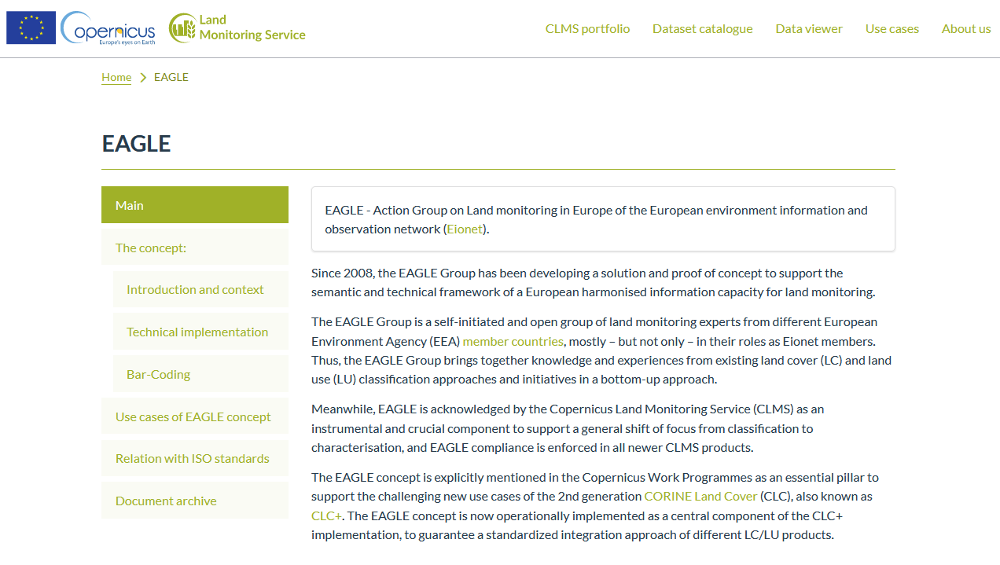 opernicus
Europe's eyes on Earth
Land
Monitoring Service
CLMS portfolio
Dataset catalogue
Data viewer
Use cases
About us
Home
EAGLE
EAGLE
Main
The concept:
Introduction and context
Technical implementation
Bar-Coding
Use cases of EAGLE concept
Relation with ISO standards
Document archive
EAGLE - Action Group on Land monitoring in Europe of the European environment information and
observation network (Eionet).
Since 2008, the EAGLE Group has been developing a solution and proof of concept to support the
semantic and technical framework of a European harmonised information capacity for land monitoring.
The EAGLE Group is a self-initiated and open group of land monitoring experts from different European
Environment Agency (EEA) member countries, mostly – but not only – in their roles as Eionet members.
Thus, the EAGLE Group brings together knowledge and experiences from existing land cover (LC) and land
use (LU) classification approaches and initiatives in a bottom-up approach.
Meanwhile, EAGLE is acknowledged by the Copernicus Land Monitoring Service (CLMS) as an
instrumental and crucial component to support a general shift of focus from classification to
characterisation, and EAGLE compliance is enforced in all newer CLMS products.
The EAGLE concept is explicitly mentioned in the Copernicus Work Programmes as an essential pillar to
support the challenging new use cases of the 2nd generation CORINE Land Cover (CLC), also known as
CLC+. The EAGLE concept is now operationally implemented as a central component of the CLC+
implementation, to guarantee a standardized integration approach of different LC/LU products.